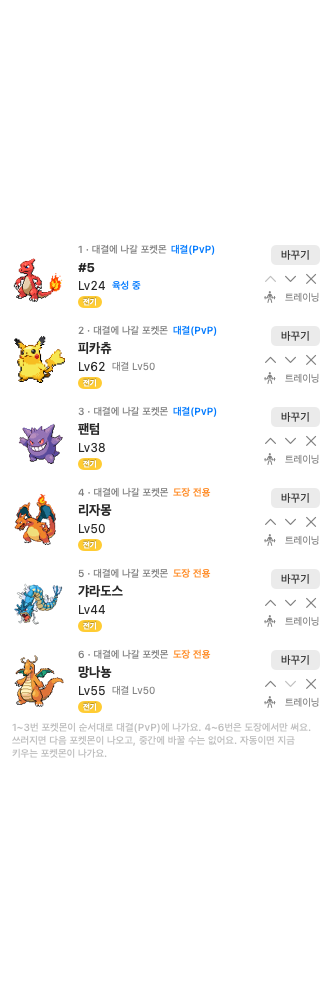 1 · 대결에 나갈 포켓몬 대결(PvP)
바꾸기
#5
Lv24 육성 중
전기
트레이닝
2 · 대결에 나갈 포켓몬 대결(PvP)
바꾸기
피카츄
Lv62 대결 Lv50
전기
트레이닝
3 · 대결에 나갈 포켓몬 대결(PvP)
바꾸기
팬텀
Lv38
전기
트레이닝
4 · 대결에 나갈 포켓몬 도장 전용
바꾸기
리자몽
Lv50
전기
트레이닝
5 · 대결에 나갈 포켓몬 도장 전용
바꾸기
갸라도스
Lv44
전기
트레이닝
6 · 대결에 나갈 포켓몬 도장 전용
바꾸기
망나뇽
Lv55 대결 Lv50
전기
트레이닝
1~3번 포켓몬이 순서대로 대결(PvP)에 나가요. 4~6번은 도장에서만 써요.
쓰러지면 다음 포켓몬이 나오고, 중간에 바꿀 수는 없어요. 자동이면 지금
키우는 포켓몬이 나가요.